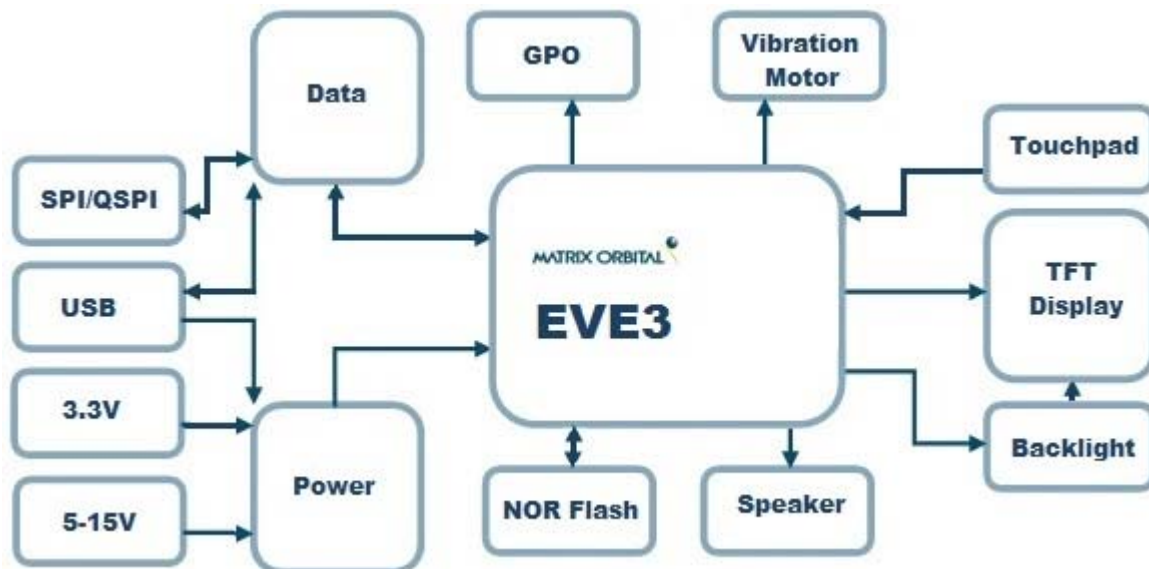 GPO
Vibration
Motor
Data
Touchpad
SPI/QSPI
MATRIX ORBITAL
TFT
Display
USB
EVE3
3.3V
Backlight
Power
NOR Flash
Speaker
5-15V